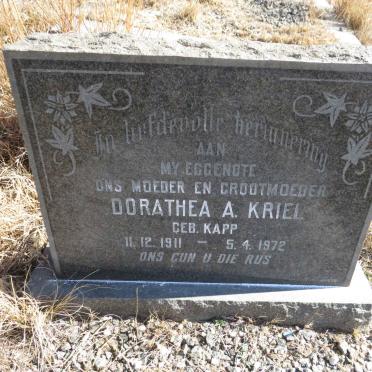 In liefdevolle herinnering
AAN
MY EGGENOTE
ONS MOEDER EN GROOTMOEDER
DORATHEA A. KRIEL
GEB. KAPP
11. 12. 1911 — 5. 4. 1972
ONS GUN U DIE RUS